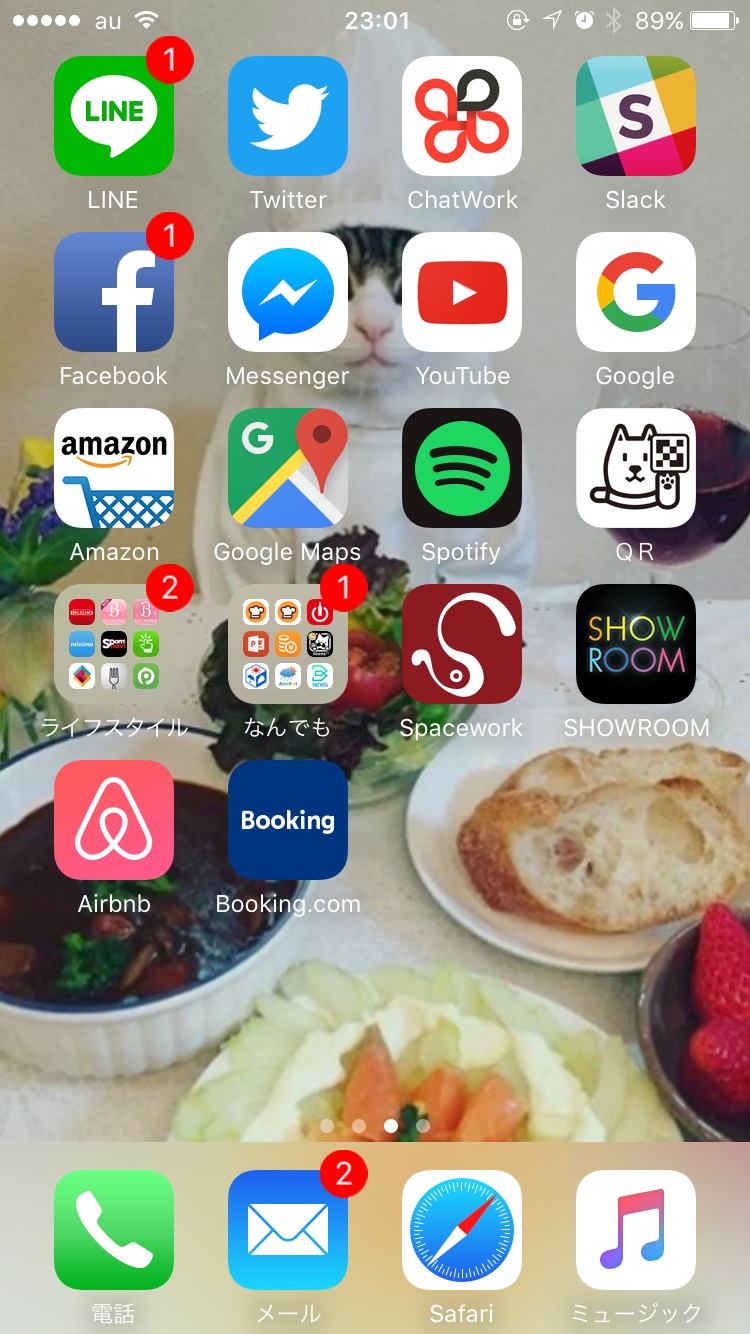 au 23:01 89%
1
LINE
LINE Twitter ChatWork Slack
1
Facebook Messenger YouTube Google
amazon
Amazon Google Maps Spotify QR
2 1
SHOW
ROOM
ライフスタイル なんでも Spacework SHOWROOM
Booking
Airbnb Booking.com
2
電話 メール Safari ミュージック